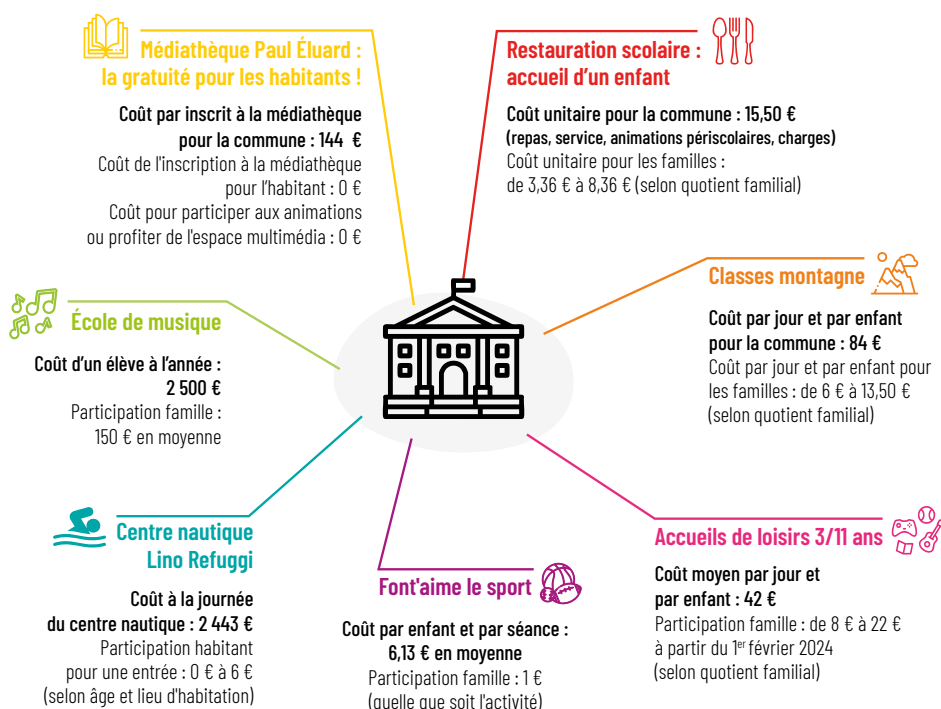 Médiathèque Paul Éluard :
la gratuité pour les habitants !
Coût par inscrit à la médiathèque
pour la commune : 144 €
Coût de l'inscription à la médiathèque
pour l'habitant : 0 €
Coût pour participer aux animations
ou profiter de l'espace multimédia : 0 €
Restauration scolaire :
accueil d'un enfant
Coût unitaire pour la commune : 15,50 €
(repas, service, animations périscolaires, charges)
Coût unitaire pour les familles :
de 3,36 € à 8,36 € (selon quotient familial)
École de musique
Coût d'un élève à l'année :
2 500 €
Participation famille :
150 € en moyenne
Classes montagne
Coût par jour et par enfant
pour la commune : 84 €
Coût par jour et par enfant pour
les familles : de 6 € à 13,50 €
(selon quotient familial)
Centre nautique
Lino Refuggi
Coût à la journée
du centre nautique : 2 443 €
Participation habitant
pour une entrée : 0 € à 6 €
(selon âge et lieu d'habitation)
Font'aime le sport
Coût par enfant et par séance :
6,13 € en moyenne
Participation famille : 1 €
(quelle que soit l'activité)
Accueils de loisirs 3/11 ans
Coût moyen par jour et
par enfant : 42 €
Participation famille : de 8 € à 22 €
à partir du 1er février 2024
(selon quotient familial)